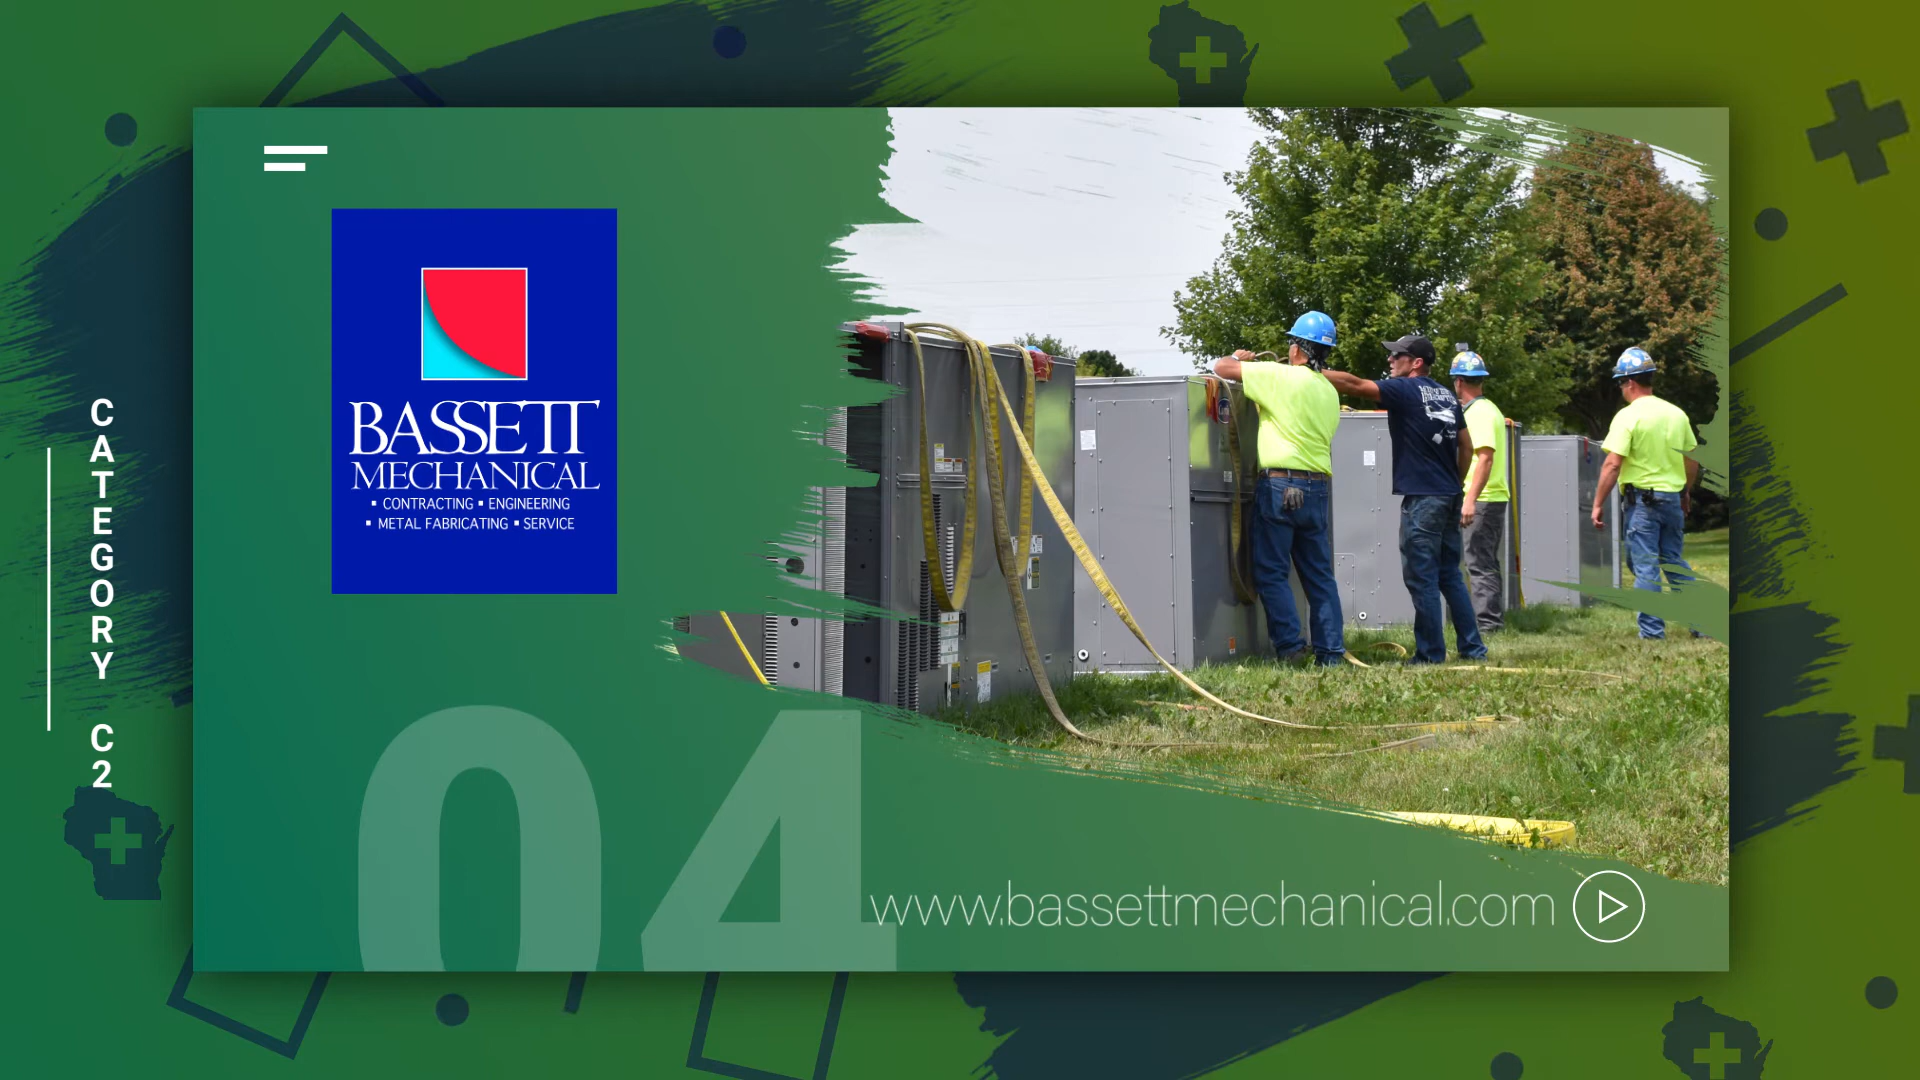 CATEGORY C2
BASSETT
MECHANICAL
▪ CONTRACTING ▪ ENGINEERING
▪ METAL FABRICATING ▪ SERVICE
04
www.bassettmechanical.com